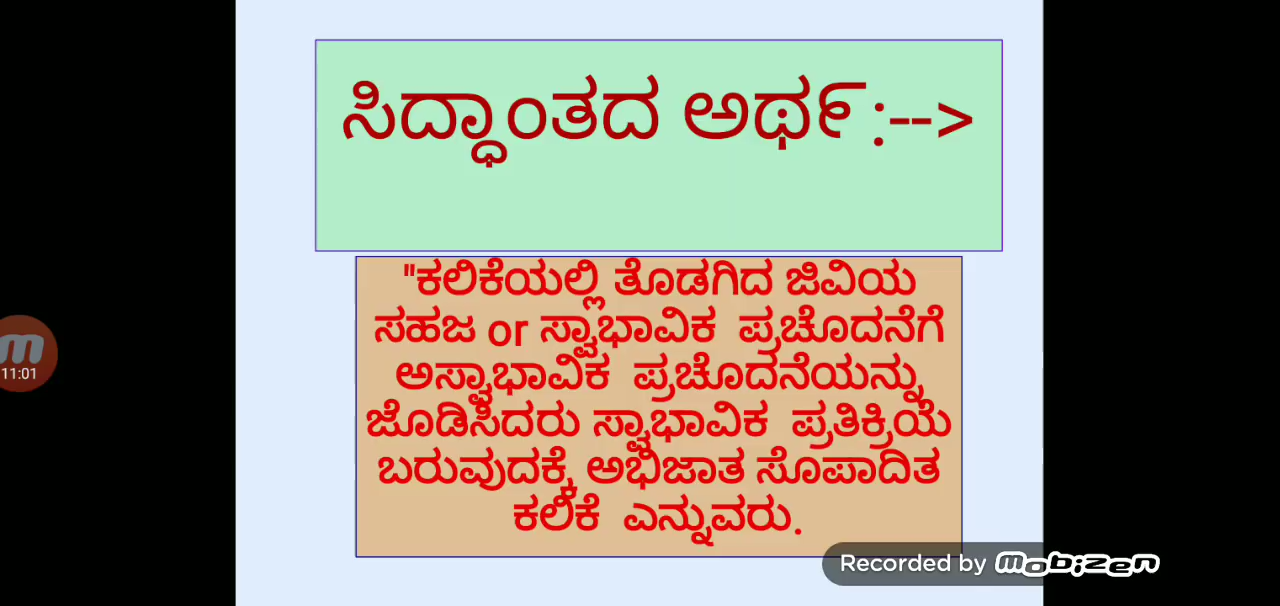 ಸಿದ್ಧಾಂತದ ಅಥ೯:-->
"ಕಲಿಕೆಯಲ್ಲಿ ತೊಡಗಿದ ಜಿವಿಯ
ಸಹಜ or ಸ್ವಾಭಾವಿಕ ಪ್ರಚೊದನೆಗೆ
ಅಸ್ವಾಭಾವಿಕ ಪ್ರಚೊದನೆಯನ್ನು
ಜೊಡಿಸಿದರು ಸ್ವಾಭಾವಿಕ ಪ್ರತಿಕ್ರಿಯೆ
ಬರುವುದಕ್ಕೆ ಅಭಿಜಾತ ಸೊಪಾದಿತ
ಕಲಿಕೆ ಎನ್ನುವರು.
11:01
Recorded by mobizen